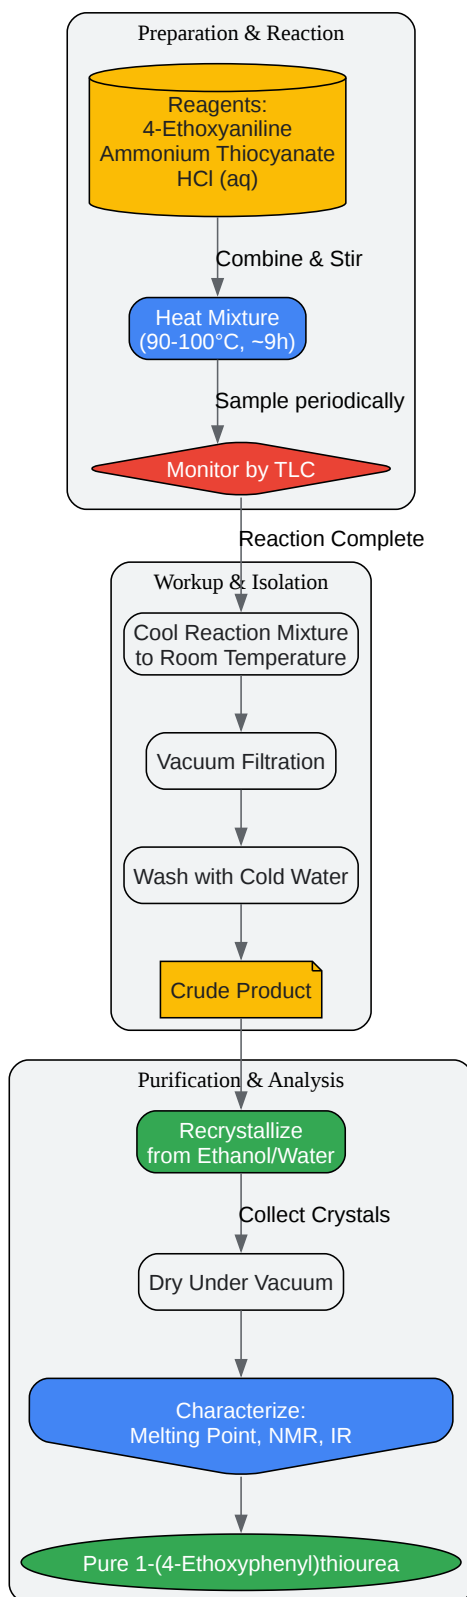 Preparation & Reaction
Reagents:
4-Ethoxyaniline
Ammonium Thiocyanate
HCl (aq)
Combine & Stir
Heat Mixture
(90-100°C, ~9h)
Sample periodically
Monitor by TLC
Reaction Complete
Workup & Isolation
Cool Reaction Mixture
to Room Temperature
Vacuum Filtration
Wash with Cold Water
Crude Product
Purification & Analysis
Recrystallize
from Ethanol/Water
Collect Crystals
Dry Under Vacuum
Characterize:
Melting Point, NMR, IR
Pure 1-(4-Ethoxyphenyl)thiourea